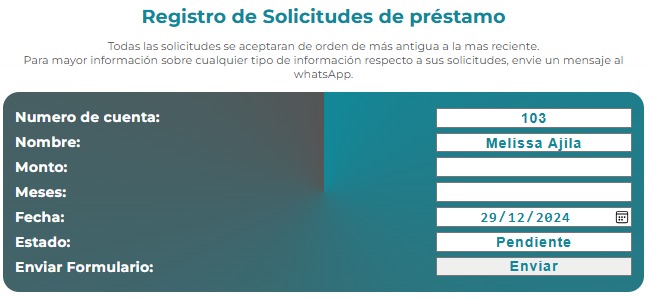 Registro de Solicitudes de préstamo
Todas las solicitudes se aceptaran de orden de más antigua a la mas reciente.
Para mayor información sobre cualquier tipo de información respecto a sus solicitudes, envie un mensaje al
whatsApp.
Numero de cuenta: 103
Nombre: Melissa Ajila
Monto:
Meses:
Fecha: 29/12/2024
Estado: Pendiente
Enviar Formulario: Enviar